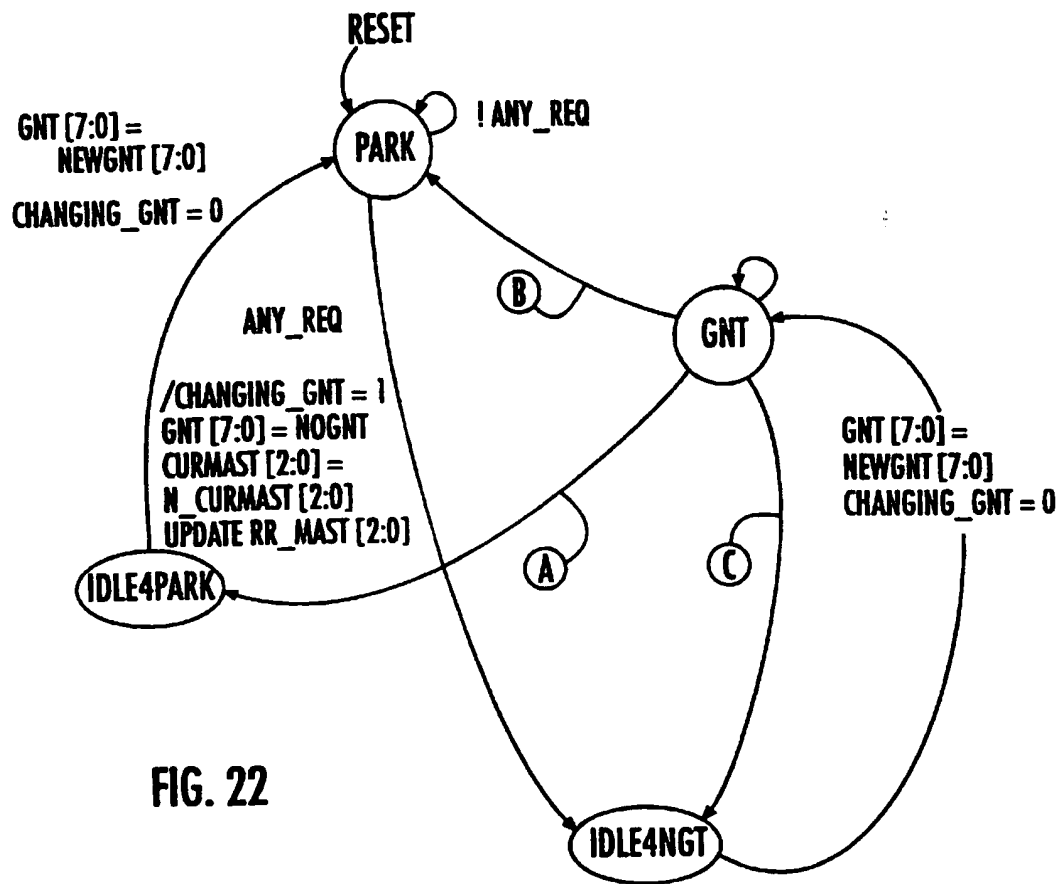 RESET
! ANY_REQ
PARK
GNT [7:0] =
NEWGNT [7:0]
CHANGING_GNT = 0
B
GNT
ANY_REQ
/CHANGING_GNT = 1
GNT [7:0] = NOGNT
CURMAST [2:0] =
N_CURMAST [2:0]
UPDATE RR_MAST [2:0]
GNT [7:0] =
NEWGNT [7:0]
CHANGING_GNT = 0
A
C
IDLE4PARK
FIG. 22
IDLE4NGT